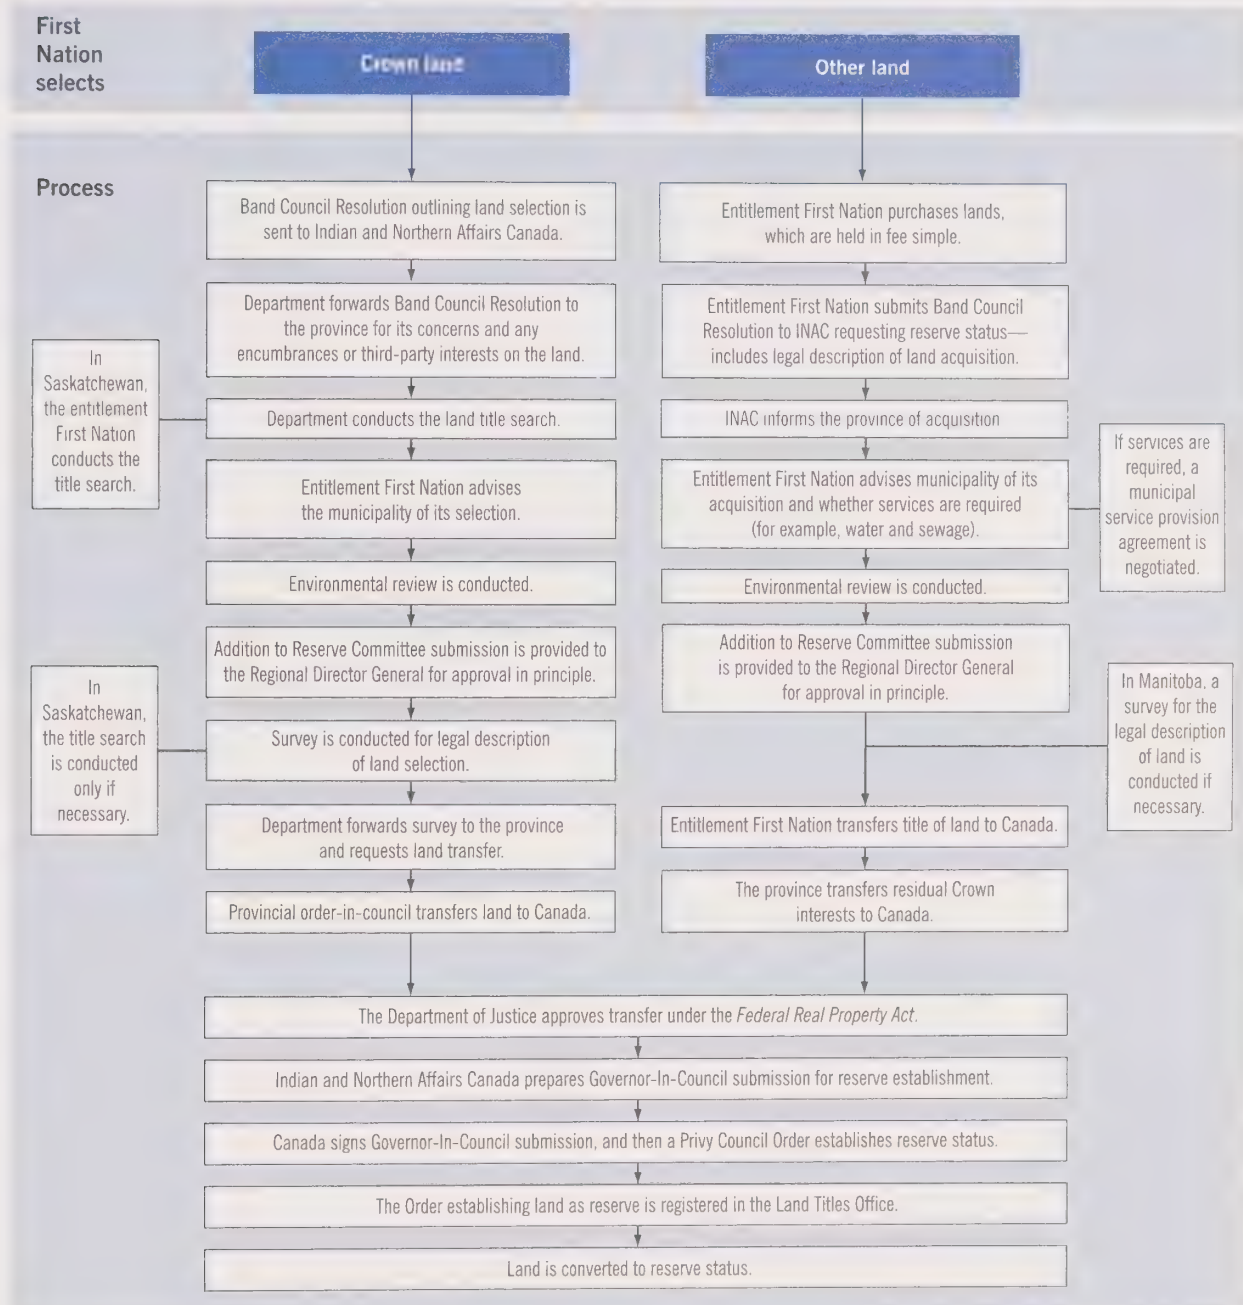 First
Nation
selects
Crown land
Other land
Process
Band Council Resolution outlining land selection is
sent to Indian and Northern Affairs Canada.
Department forwards Band Council Resolution to
the province for its concerns and any
encumbrances or third-party interests on the land.
In
Saskatchewan,
the entitlement
First Nation
conducts the
title search.
Department conducts the land title search.
Entitlement First Nation advises
the municipality of its selection.
Environmental review is conducted.
Addition to Reserve Committee submission is provided to
the Regional Director General for approval in principle.
In
Saskatchewan,
the title search
is conducted
only if
necessary.
Survey is conducted for legal description
of land selection.
Department forwards survey to the province
and requests land transfer.
Provincial order-in-council transfers land to Canada.
Entitlement First Nation purchases lands,
which are held in fee simple.
Entitlement First Nation submits Band Council
Resolution to INAC requesting reserve status—
includes legal description of land acquisition.
INAC informs the province of acquisition
Entitlement First Nation advises municipality of its
acquisition and whether services are required
(for example, water and sewage).
If services are
required, a
municipal
service provision
agreement is
negotiated.
Environmental review is conducted.
Addition to Reserve Committee submission
is provided to the Regional Director General
for approval in principle.
In Manitoba, a
survey for the
legal description
of land is
conducted if
necessary.
Entitlement First Nation transfers title of land to Canada.
The province transfers residual Crown
interests to Canada.
The Department of Justice approves transfer under the Federal Real Property Act.
Indian and Northern Affairs Canada prepares Governor-In-Council submission for reserve establishment.
Canada signs Governor-In-Council submission, and then a Privy Council Order establishes reserve status.
The Order establishing land as reserve is registered in the Land Titles Office.
Land is converted to reserve status.